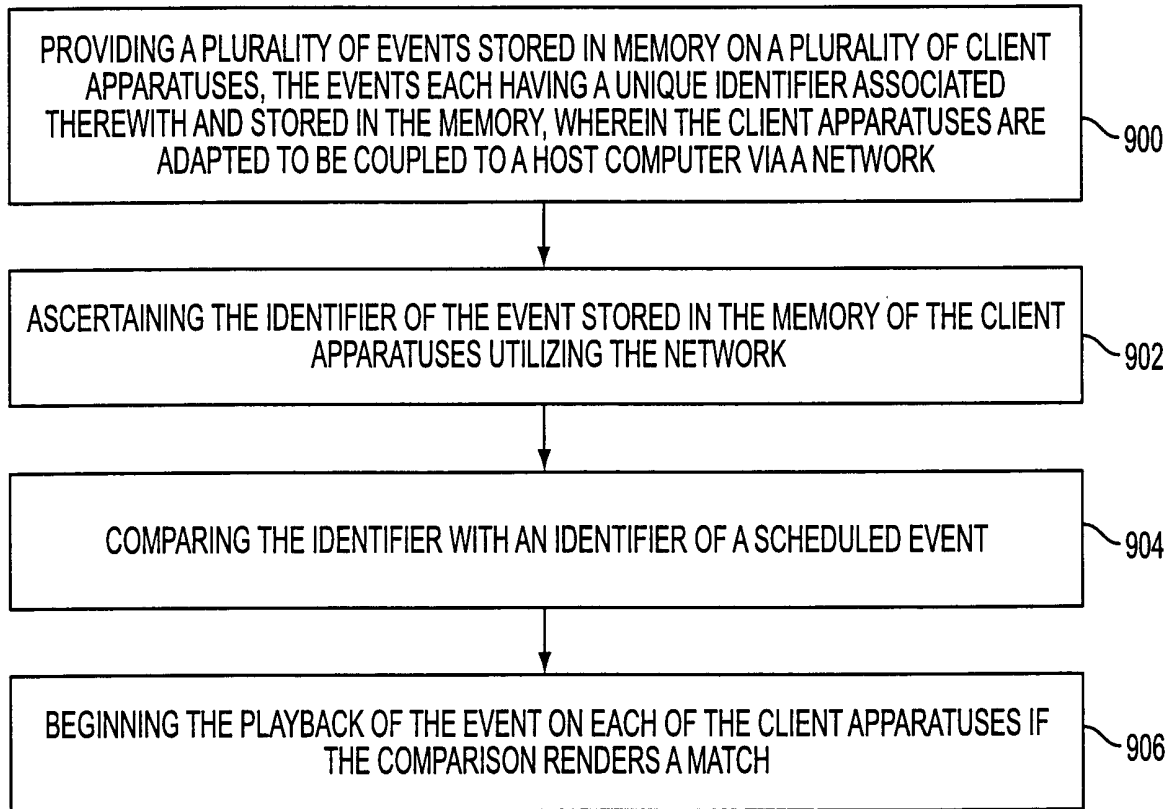 PROVIDING A PLURALITY OF EVENTS STORED IN MEMORY ON A PLURALITY OF CLIENT
APPARATUSES, THE EVENTS EACH HAVING A UNIQUE IDENTIFIER ASSOCIATED
THEREWITH AND STORED IN THE MEMORY, WHEREIN THE CLIENT APPARATUSES ARE
ADAPTED TO BE COUPLED TO A HOST COMPUTER VIA A NETWORK
900
ASCERTAINING THE IDENTIFIER OF THE EVENT STORED IN THE MEMORY OF THE CLIENT
APPARATUSES UTILIZING THE NETWORK
902
COMPARING THE IDENTIFIER WITH AN IDENTIFIER OF A SCHEDULED EVENT
904
BEGINNING THE PLAYBACK OF THE EVENT ON EACH OF THE CLIENT APPARATUSES IF
THE COMPARISON RENDERS A MATCH
906